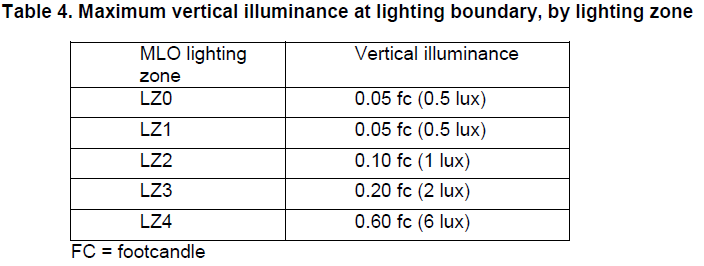 Table 4. Maximum vertical illuminance at lighting boundary, by lighting zone
MLO lighting zone Vertical illuminance
LZ0 0.05 fc (0.5 lux)
LZ1 0.05 fc (0.5 lux)
LZ2 0.10 fc (1 lux)
LZ3 0.20 fc (2 lux)
LZ4 0.60 fc (6 lux)
FC = footcandle